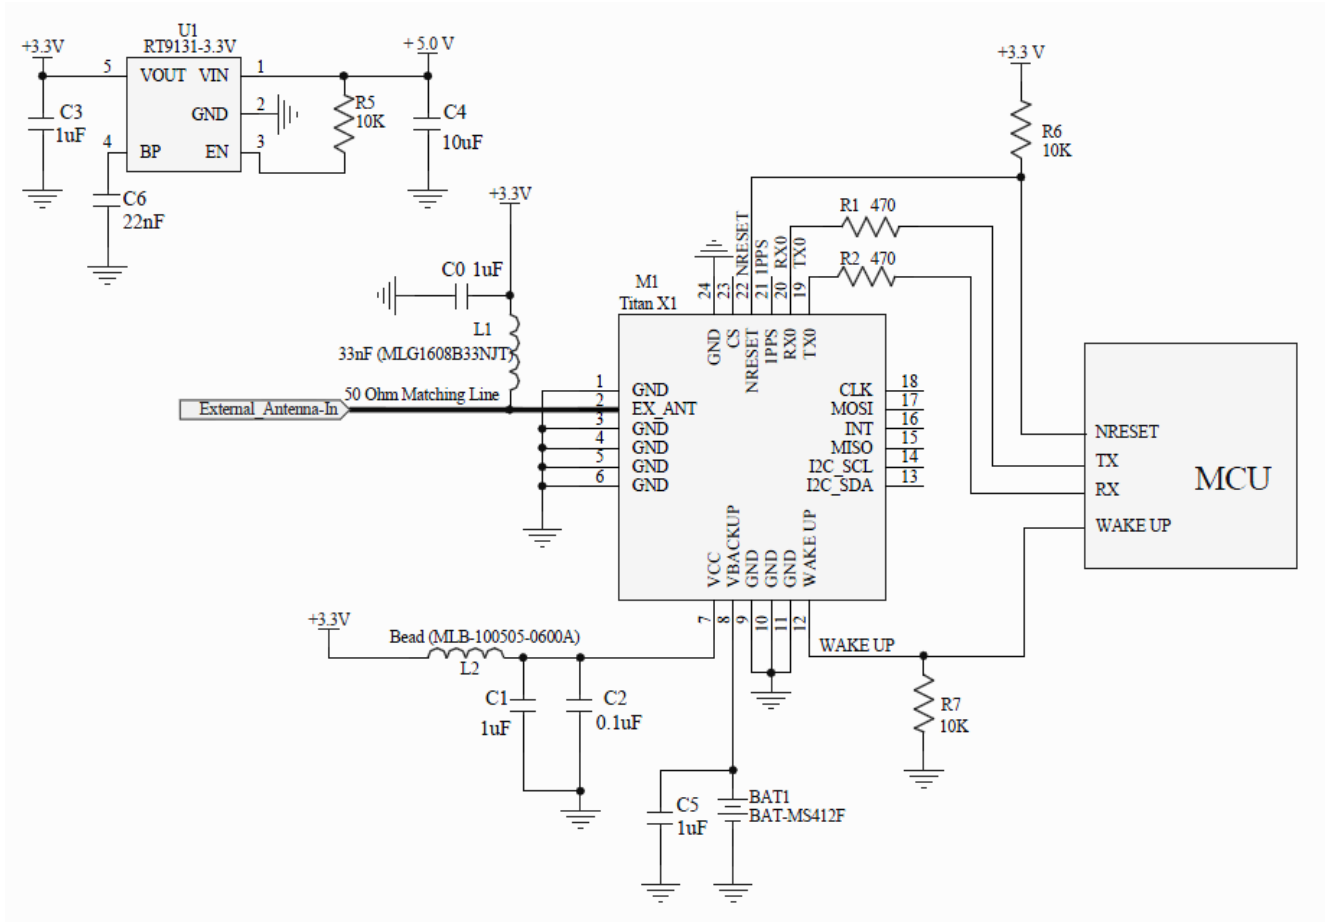 U1
RT9131-3.3V
+3.3V
+5.0 V
5
VOUT
VIN
1
GND
2
4
BP
EN
3
C3
1uF
C6
22nF
R5
10K
C4
10uF
+3.3V
C0 1uF
L1
33nF (MLG1608B33NJT)
50 Ohm Matching Line
External_Antenna-In
+3.3 V
R6
10K
R1 470
R2 470
NRESET
1PPS
RX0
TX0
M1
Titan X1
24
23
22
21
20
19
GND
CS
NRESET
1PPS
RX0
TX0
1
GND
2
EX_ANT
3
GND
4
GND
5
GND
6
GND
CLK
18
MOSI
17
INT
16
MISO
15
I2C_SCL
14
I2C_SDA
13
VCC
VBACKUP
GND
GND
GND
WAKE UP
7
8
9
10
11
12
NRESET
TX
RX
WAKE UP
MCU
WAKE UP
R7
10K
+3.3V
Bead (MLB-100505-0600A)
L2
C1
1uF
C2
0.1uF
C5
1uF
BAT1
BAT-MS412F